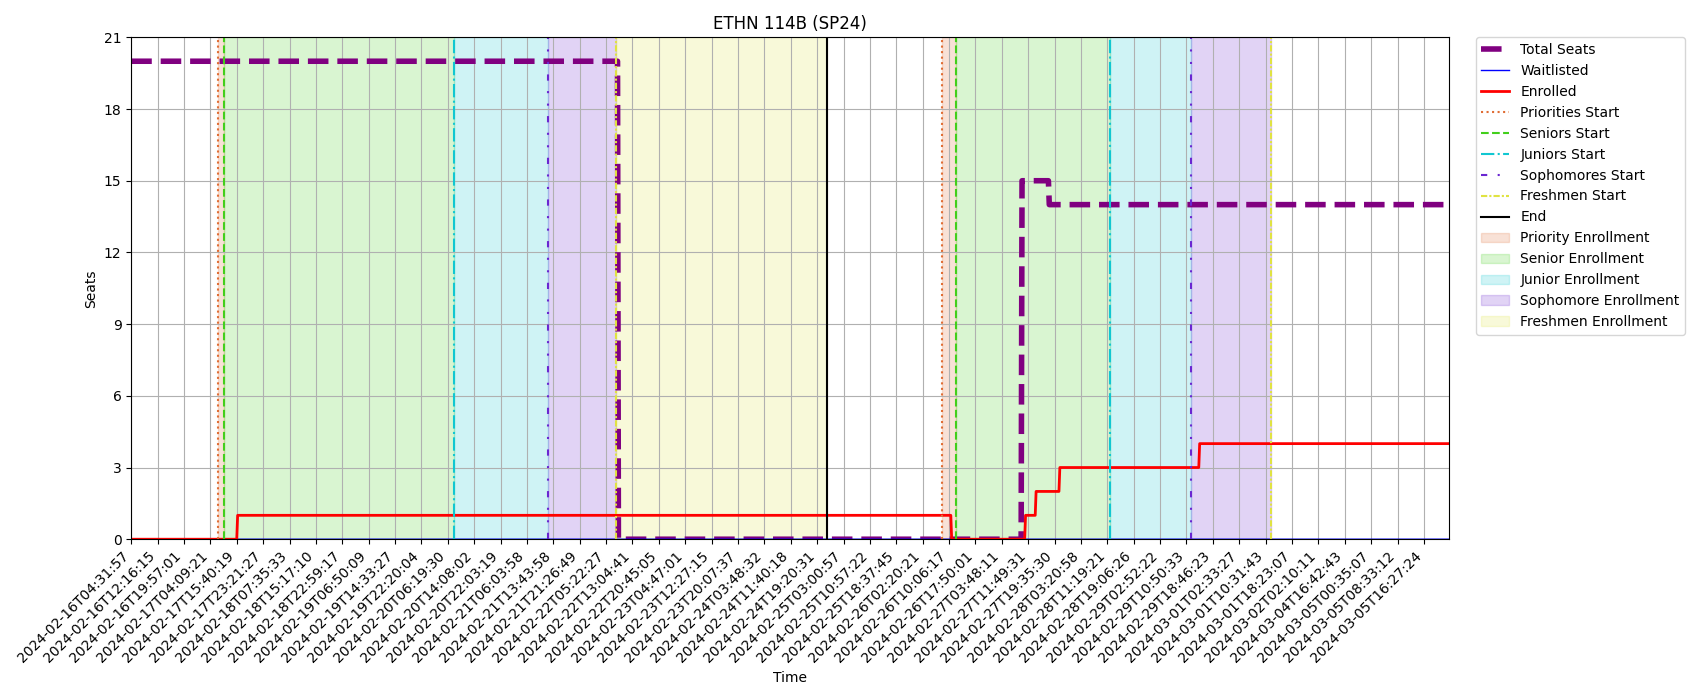 ETHN 114B (SP24)
21
18
15
12
9
6
3
0
Seats
2024-02-16T04:31:57
2024-02-16T12:16:15
2024-02-16T19:57:01
2024-02-17T04:09:21
2024-02-17T15:40:19
2024-02-17T23:21:27
2024-02-18T07:35:33
2024-02-18T15:17:10
2024-02-18T22:59:17
2024-02-19T06:50:09
2024-02-19T14:33:27
2024-02-19T22:20:04
2024-02-20T06:19:30
2024-02-20T14:08:02
2024-02-20T22:03:19
2024-02-21T06:03:58
2024-02-21T13:43:58
2024-02-21T21:26:49
2024-02-22T05:22:27
2024-02-22T13:04:41
2024-02-22T20:45:05
2024-02-23T04:47:01
2024-02-23T12:27:15
2024-02-23T20:07:37
2024-02-24T03:48:32
2024-02-24T11:40:18
2024-02-24T19:20:31
2024-02-25T03:00:57
2024-02-25T10:57:22
2024-02-25T18:37:45
2024-02-26T02:20:21
2024-02-26T10:06:17
2024-02-26T17:50:01
2024-02-27T03:48:11
2024-02-27T11:49:31
2024-02-27T19:35:30
2024-02-28T03:20:58
2024-02-28T11:19:21
2024-02-28T19:06:26
2024-02-29T02:52:22
2024-02-29T10:50:33
2024-02-29T18:46:23
2024-03-01T02:33:27
2024-03-01T10:31:43
2024-03-01T18:23:07
2024-03-02T02:10:11
2024-03-04T16:42:43
2024-03-05T00:35:07
2024-03-05T08:33:12
2024-03-05T16:27:24
Time
Total Seats
Waitlisted
Enrolled
Priorities Start
Seniors Start
Juniors Start
Sophomores Start
Freshmen Start
End
Priority Enrollment
Senior Enrollment
Junior Enrollment
Sophomore Enrollment
Freshmen Enrollment